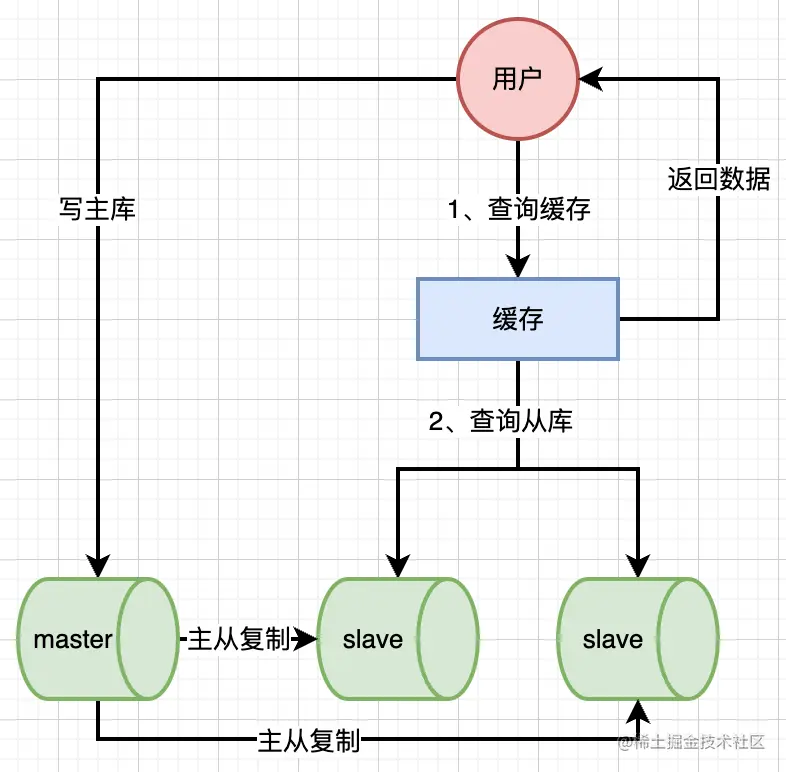 用户
写主库
1、查询缓存
返回数据
缓存
2、查询从库
master
主从复制
slave
slave
主从复制
@稀土掘金技术社区